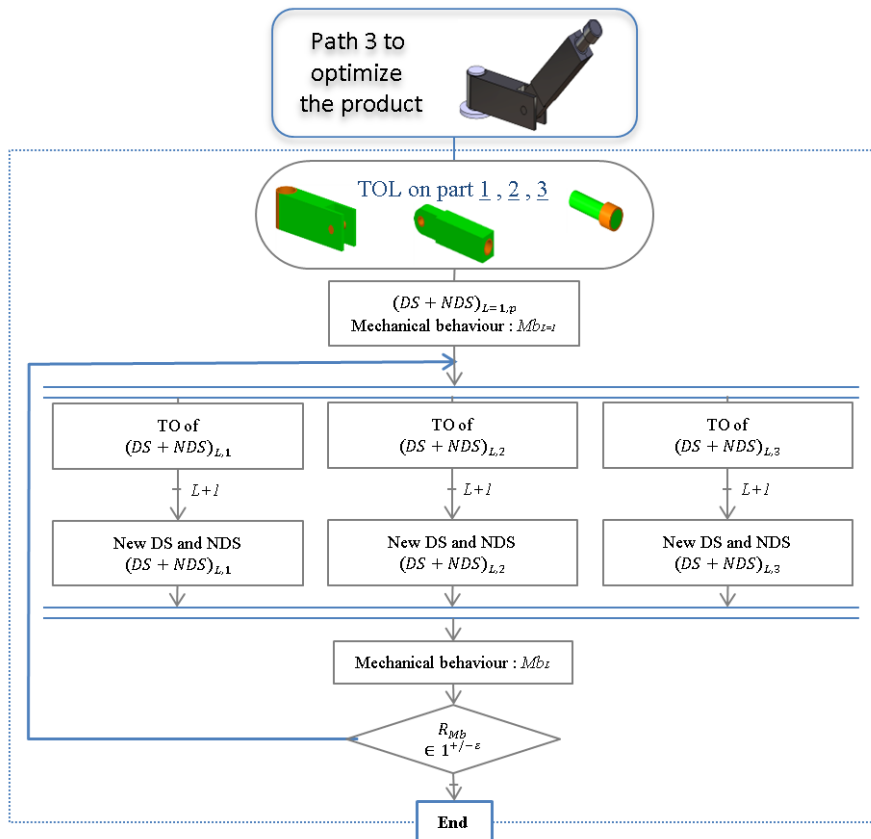 Path 3 to
optimize
the product
TOL on part 1 , 2 , 3
(DS + NDS)L=1,p
Mechanical behaviour : MbL=1
TO of
(DS + NDS)L,1
TO of
(DS + NDS)L,2
TO of
(DS + NDS)L,3
L+1
L+1
L+1
New DS and NDS
(DS + NDS)L,1
New DS and NDS
(DS + NDS)L,2
New DS and NDS
(DS + NDS)L,3
Mechanical behaviour : MbL
RMb
∈ 1+/−ε
End